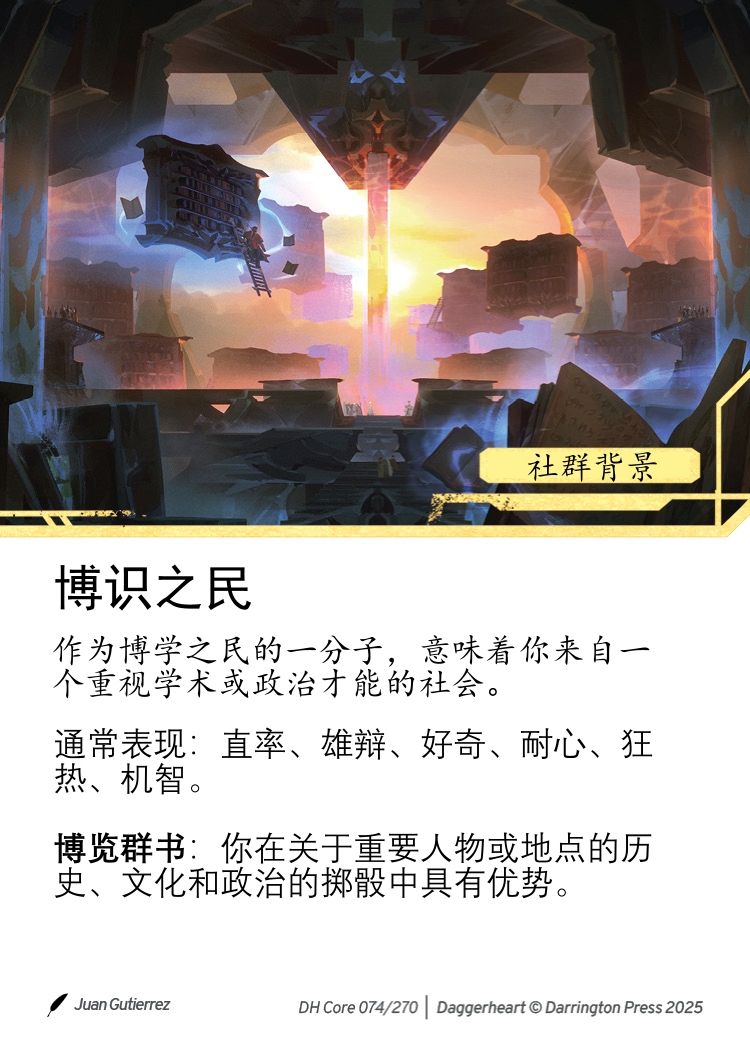 社群背景
博识之民
作为博学之民的一分子，意味着你来自一
个重视学术或政治才能的社会。
通常表现：直率、雄辩、好奇、耐心、狂
热、机智。
博览群书：你在关于重要人物或地点的历
史、文化和政治的掷骰中具有优势。
Juan Gutierrez
DH Core 074/270 | Daggerheart © Darrington Press 2025